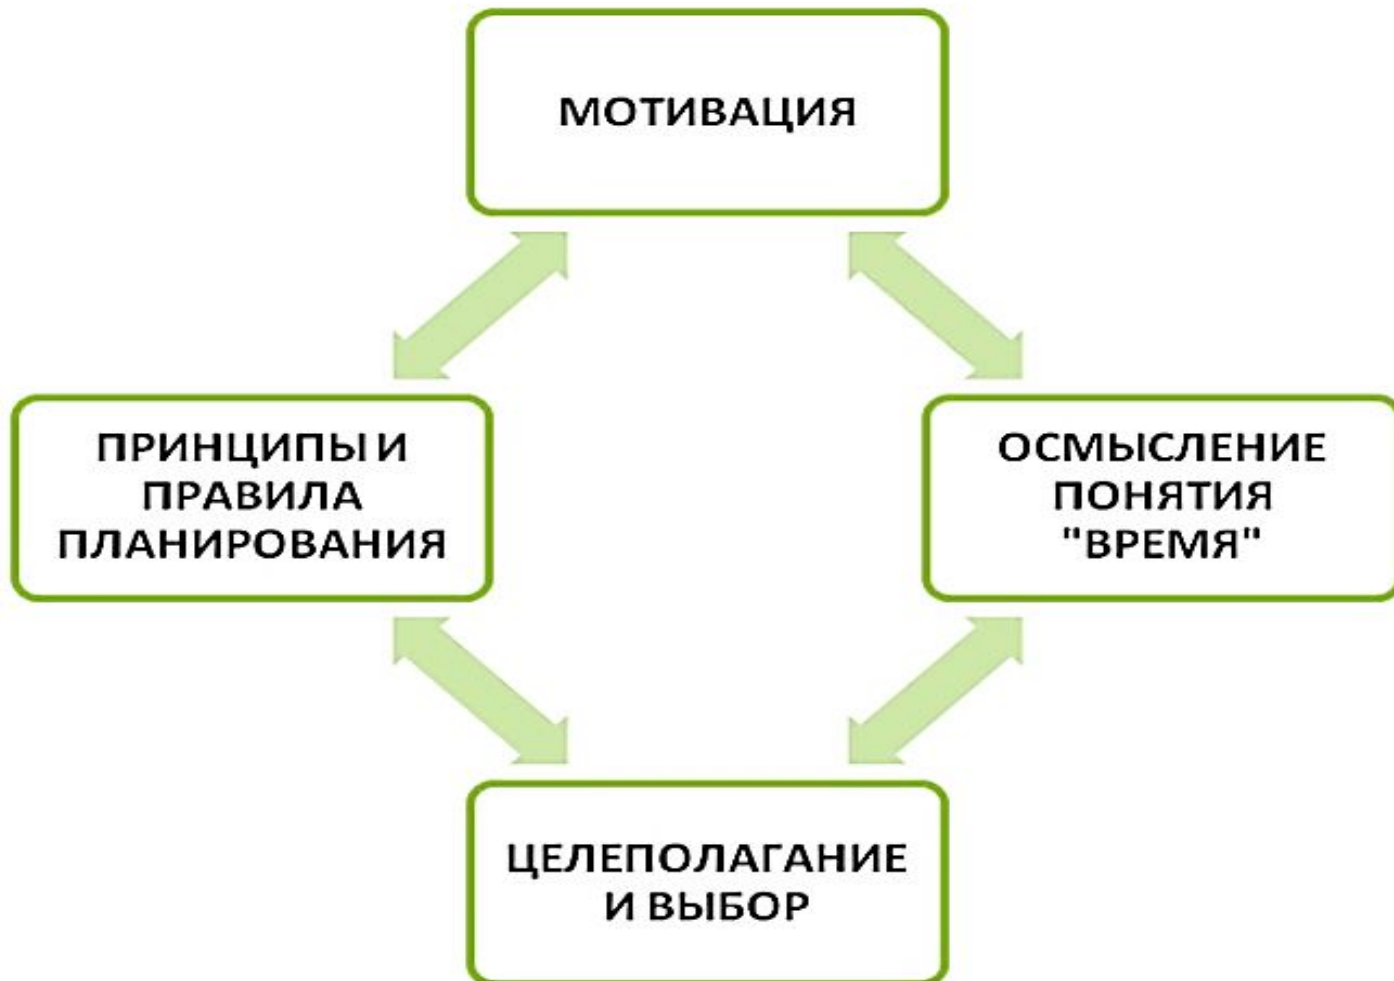 МОТИВАЦИЯ
ПРИНЦИПЫ И
ПРАВИЛА
ПЛАНИРОВАНИЯ
ОСМЫСЛЕНИЕ
ПОНЯТИЯ
"ВРЕМЯ"
ЦЕЛЕПОЛАГАНИЕ
И ВЫБОР